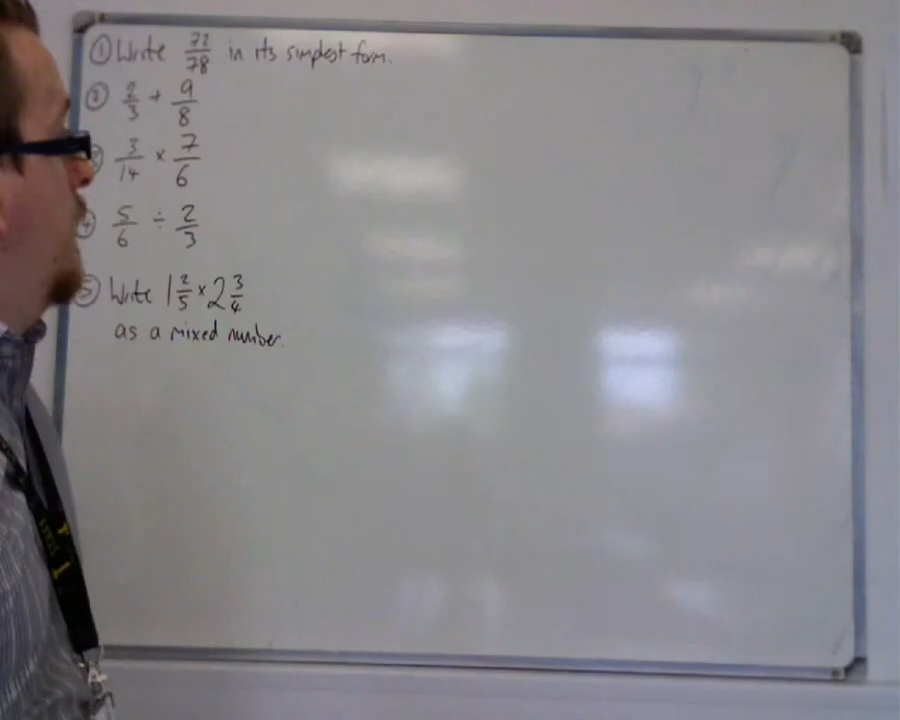 ① Write 72/78 in its simplest form.
② 2/3 + 9/8
3/14 × 7/6
5/6 ÷ 2/3
⑤ Write 1 2/5 × 2 3/4
as a mixed number.